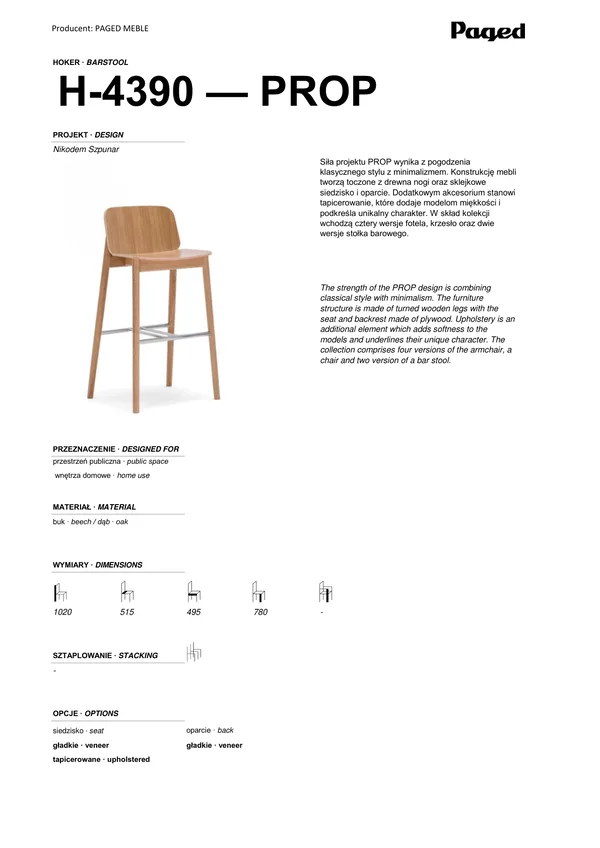 Producent: PAGED MEBLE
Paged
HOKER · BARSTOOL
H-4390 — PROP
PROJEKT · DESIGN
Nikodem Szpunar
Siła projektu PROP wynika z pogodzenia
klasycznego stylu z minimalizmem. Konstrukcję mebli
tworzą toczone z drewna nogi oraz sklejkowe
siedzisko i oparcie. Dodatkowym akcesorium stanowi
tapicerowanie, które dodaje modelom miękkości i
podkreśla unikalny charakter. W skład kolekcji
wchodzą cztery wersje fotela, krzesło oraz dwie
wersje stołka barowego.
The strength of the PROP design is combining
classical style with minimalism. The furniture
structure is made of turned wooden legs with the
seat and backrest made of plywood. Upholstery is an
additional element which adds softness to the
models and underlines their unique character. The
collection comprises four versions of the armchair, a
chair and two version of a bar stool.
PRZEZNACZENIE · DESIGNED FOR
przestrzeń publiczna · public space
wnętrza domowe · home use
MATERIAŁ · MATERIAL
buk · beech / dąb · oak
WYMIARY · DIMENSIONS
1020 515 495 780 -
SZTAPLOWANIE · STACKING
-
OPCJE · OPTIONS
siedzisko · seat oparcie · back
gładkie · veneer gładkie · veneer
tapicerowane · upholstered